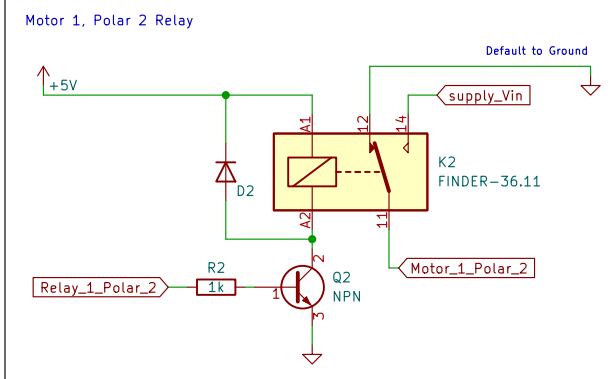 Motor 1, Polar 2 Relay
Default to Ground
+5V
supply_Vin
A1
12
14
K2
FINDER-36.11
D2
A2
11
Motor_1_Polar_2
R2
1k
Relay_1_Polar_2
1
2
Q2
NPN
3